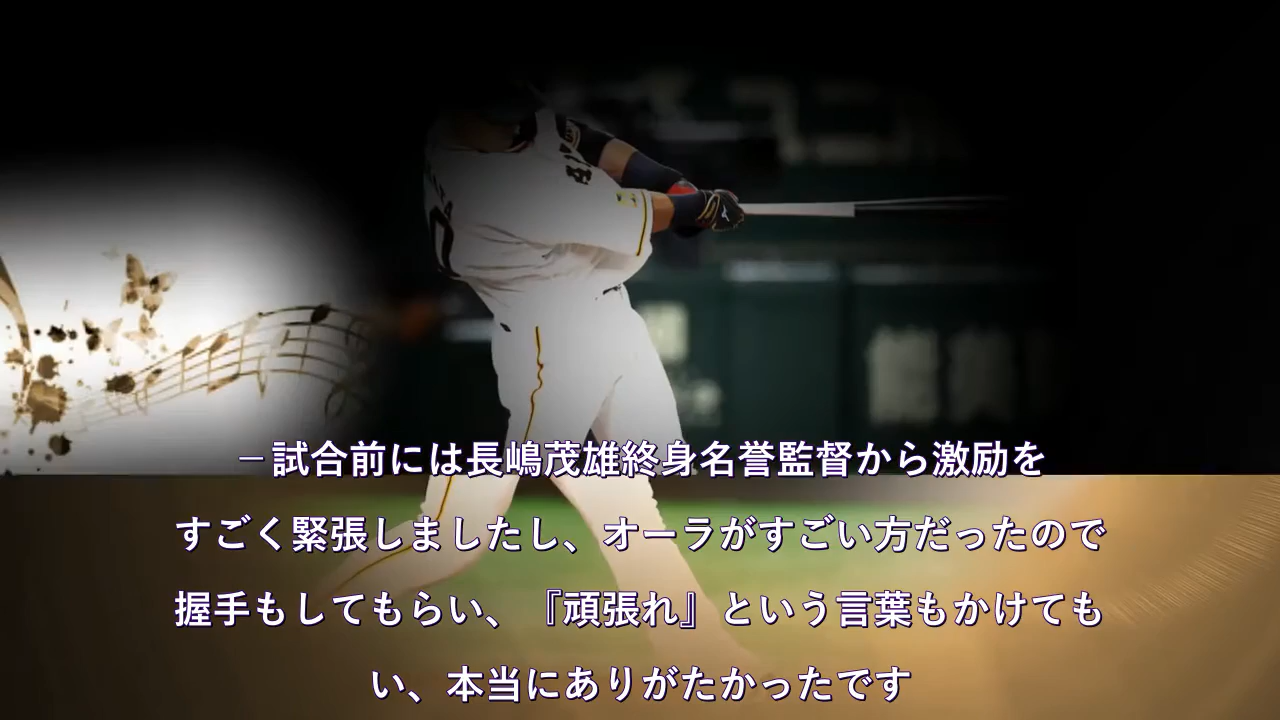 －試合前には長嶋茂雄終身名誉監督から激励を
すごく緊張しましたし、オーラがすごい方だったので
握手もしてもらい、『頑張れ』という言葉もかけても
い、本当にありがたかったです